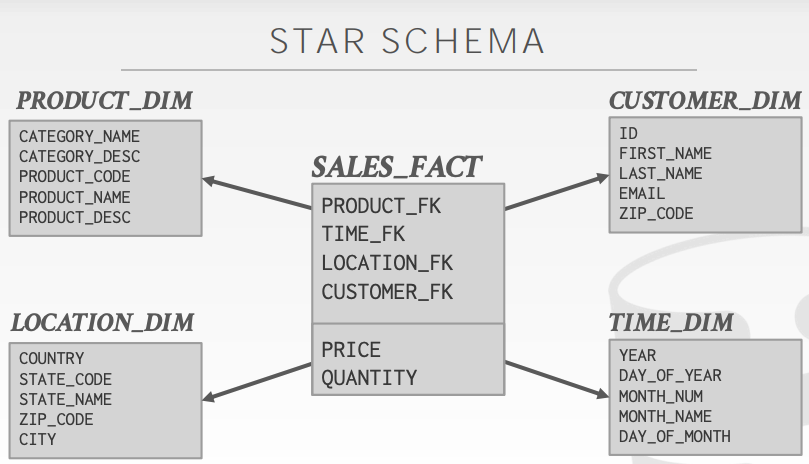 STAR SCHEMA
PRODUCT_DIM
CATEGORY_NAME
CATEGORY_DESC
PRODUCT_CODE
PRODUCT_NAME
PRODUCT_DESC
CUSTOMER_DIM
ID
FIRST_NAME
LAST_NAME
EMAIL
ZIP_CODE
SALES_FACT
PRODUCT_FK
TIME_FK
LOCATION_FK
CUSTOMER_FK
PRICE
QUANTITY
LOCATION_DIM
COUNTRY
STATE_CODE
STATE_NAME
ZIP_CODE
CITY
TIME_DIM
YEAR
DAY_OF_YEAR
MONTH_NUM
MONTH_NAME
DAY_OF_MONTH